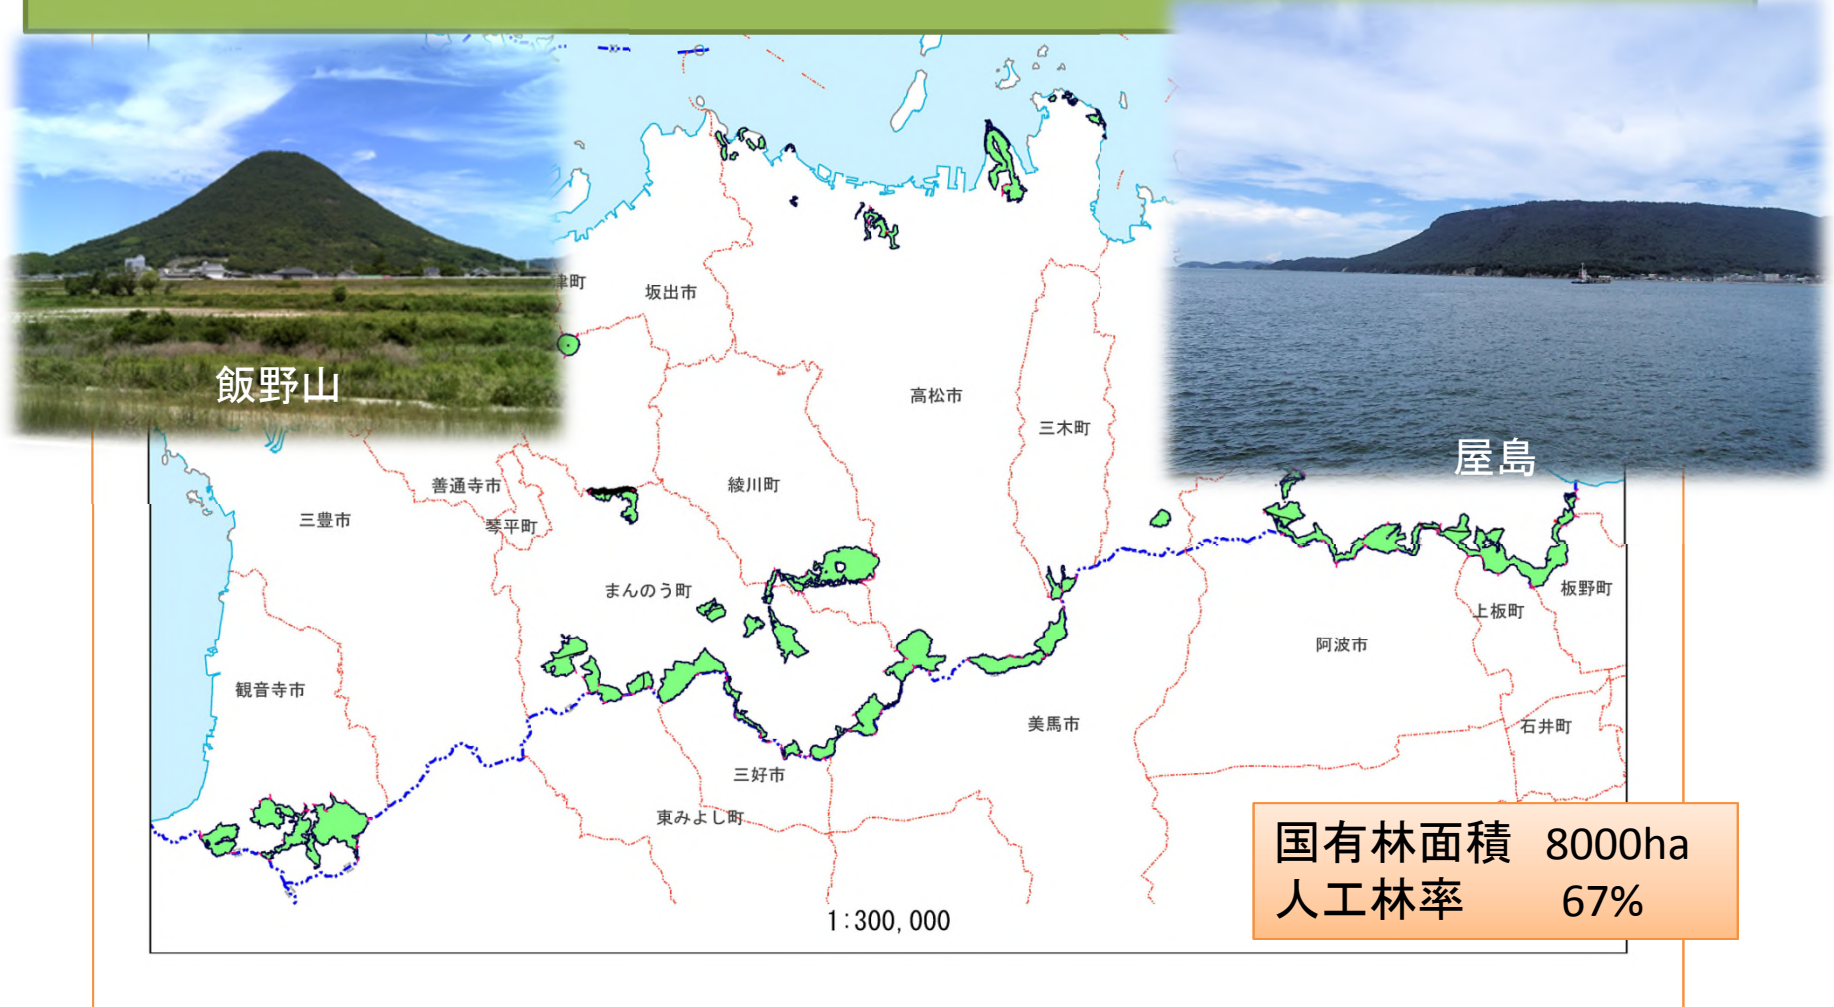 津町
坂出市
飯野山
高松市
三木町
屋島
善通寺市
綾川町
三豊市
琴平町
まんのう町
板野町
上板町
阿波市
観音寺市
美馬市
石井町
三好市
東みよし町
国有林面積 8000ha
人工林率 67%
1:300,000